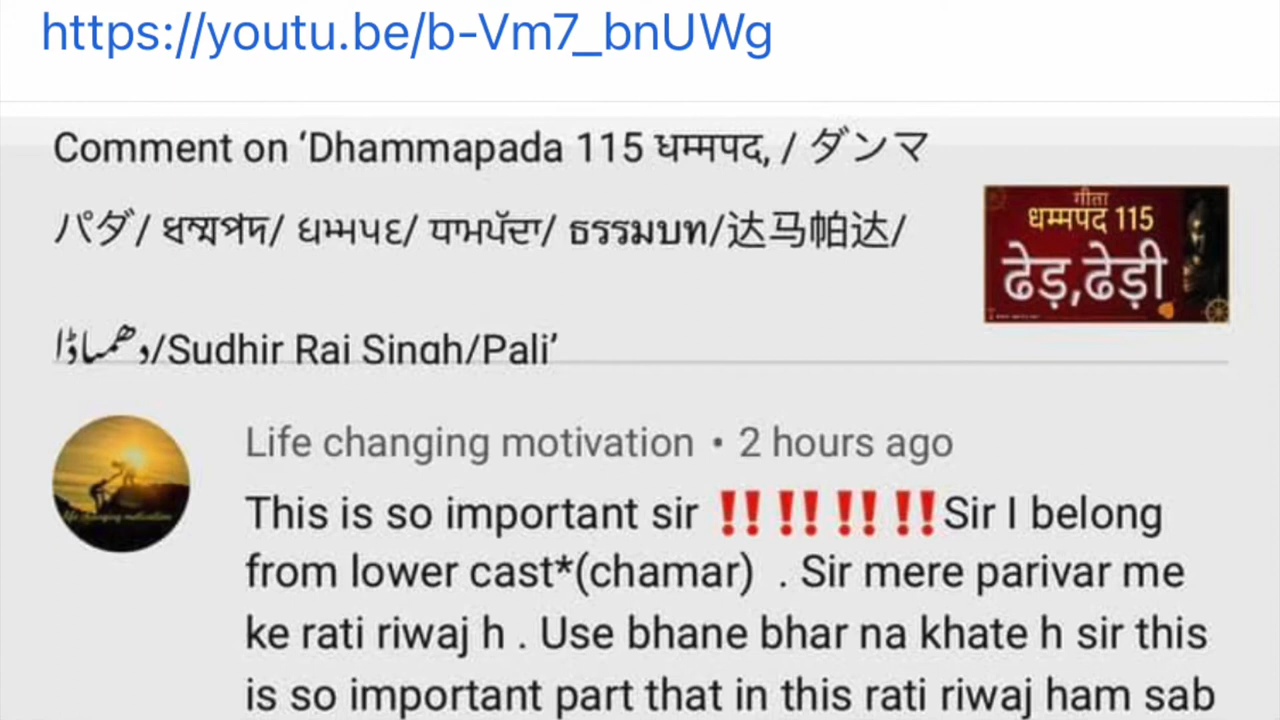 https://youtu.be/b-Vm7_bnUWg
Comment on ‘Dhammapada 115 धम्मपद, / ダンマ
パダ/ ধম্মপদ/ ધમ્મપદ/ ਧਾਮਪੱਦਾ/ ธรรมบท/达马帕达/
/Sudhir Rai Singh/Pali’
गीता
धम्मपद 115
ढेड़,ढेड़ी
Life changing motivation • 2 hours ago
This is so important sir ‼️‼️‼️‼️Sir I belong
from lower cast*(chamar) . Sir mere parivar me
ke rati riwaj h . Use bhane bhar na khate h sir this
is so important part that in this rati riwaj ham sab